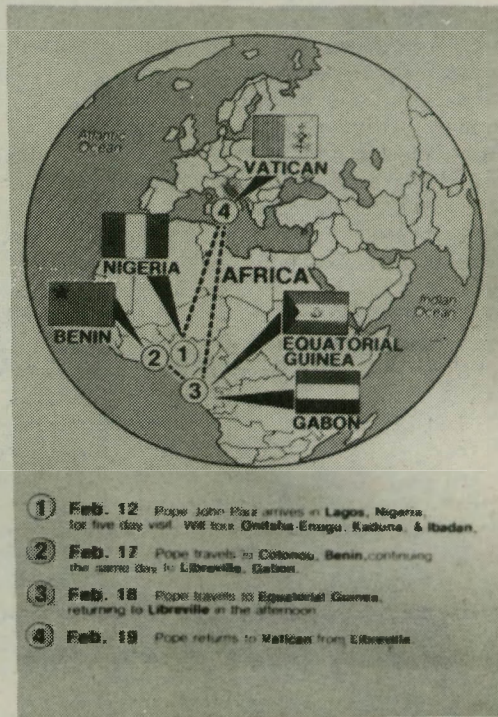 Atlantic
Ocean
VATICAN
4
NIGERIA
AFRICA
Indian
Ocean
BENIN
EQUATORIAL
GUINEA
2
1
3
GABON
1 Feb. 12 Pope John Paul arrives in Lagos, Nigeria,
for five day visit. Will tour Onitsha-Enugu, Kaduna, & Ibadan.
2 Feb. 17 Pope travels to Cotonou, Benin, continuing
the same day to Libreville, Gabon.
3 Feb. 18 Pope travels to Equatorial Guinea,
returning to Libreville in the afternoon
4 Feb. 19 Pope returns to Vatican from Libreville.